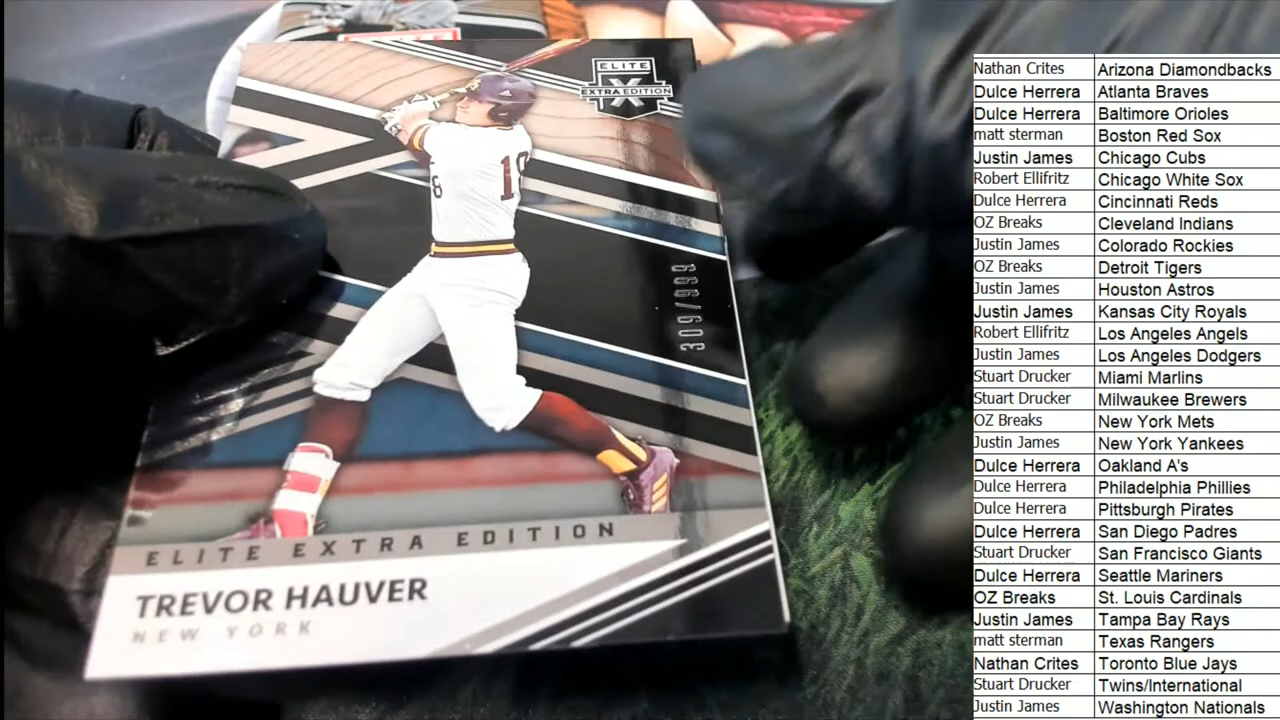 ELITE
X
EXTRA EDITION
18
8
309/999
ELITE EXTRA EDITION
TREVOR HAUVER
NEW YORK
Nathan Crites Arizona Diamondbacks
Dulce Herrera Atlanta Braves
Dulce Herrera Baltimore Orioles
matt sterman Boston Red Sox
Justin James Chicago Cubs
Robert Ellifritz Chicago White Sox
Dulce Herrera Cincinnati Reds
OZ Breaks Cleveland Indians
Justin James Colorado Rockies
OZ Breaks Detroit Tigers
Justin James Houston Astros
Justin James Kansas City Royals
Robert Ellifritz Los Angeles Angels
Justin James Los Angeles Dodgers
Stuart Drucker Miami Marlins
Stuart Drucker Milwaukee Brewers
OZ Breaks New York Mets
Justin James New York Yankees
Dulce Herrera Oakland A's
Dulce Herrera Philadelphia Phillies
Dulce Herrera Pittsburgh Pirates
Dulce Herrera San Diego Padres
Stuart Drucker San Francisco Giants
Dulce Herrera Seattle Mariners
OZ Breaks St. Louis Cardinals
Justin James Tampa Bay Rays
matt sterman Texas Rangers
Nathan Crites Toronto Blue Jays
Stuart Drucker Twins/International
Justin James Washington Nationals